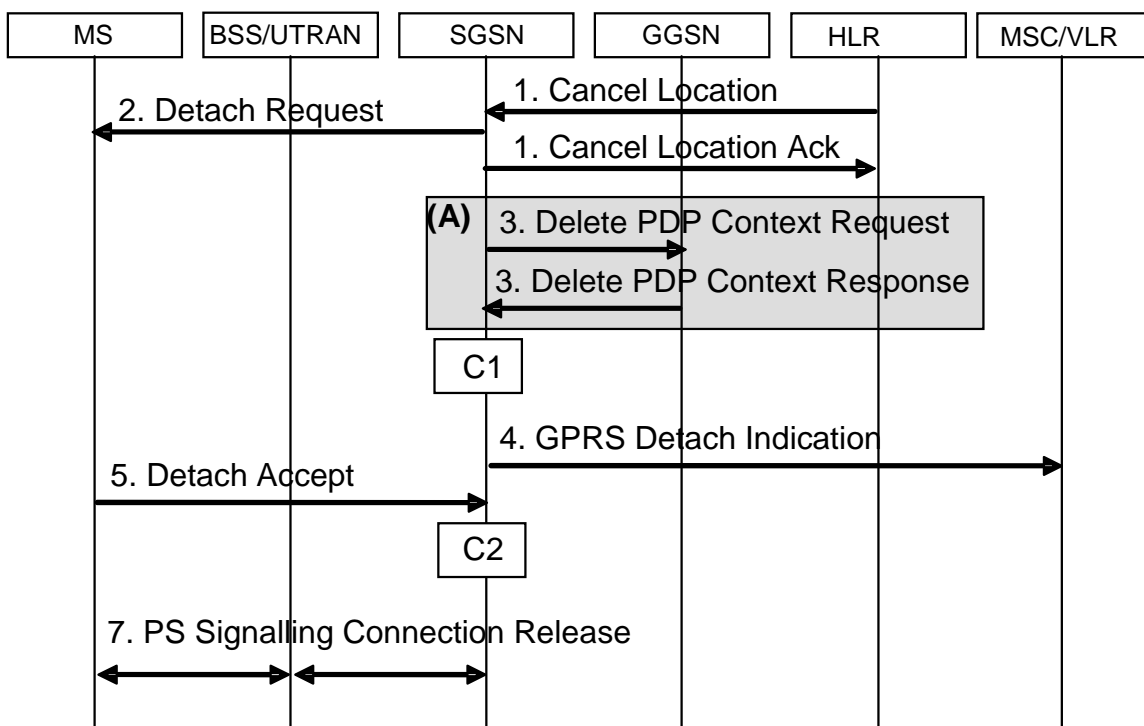 MS
BSS/UTRAN
SGSN
GGSN
HLR
MSC/VLR
1. Cancel Location
2. Detach Request
1. Cancel Location Ack
(A)
3. Delete PDP Context Request
3. Delete PDP Context Response
C1
4. GPRS Detach Indication
5. Detach Accept
C2
7. PS Signalling Connection Release